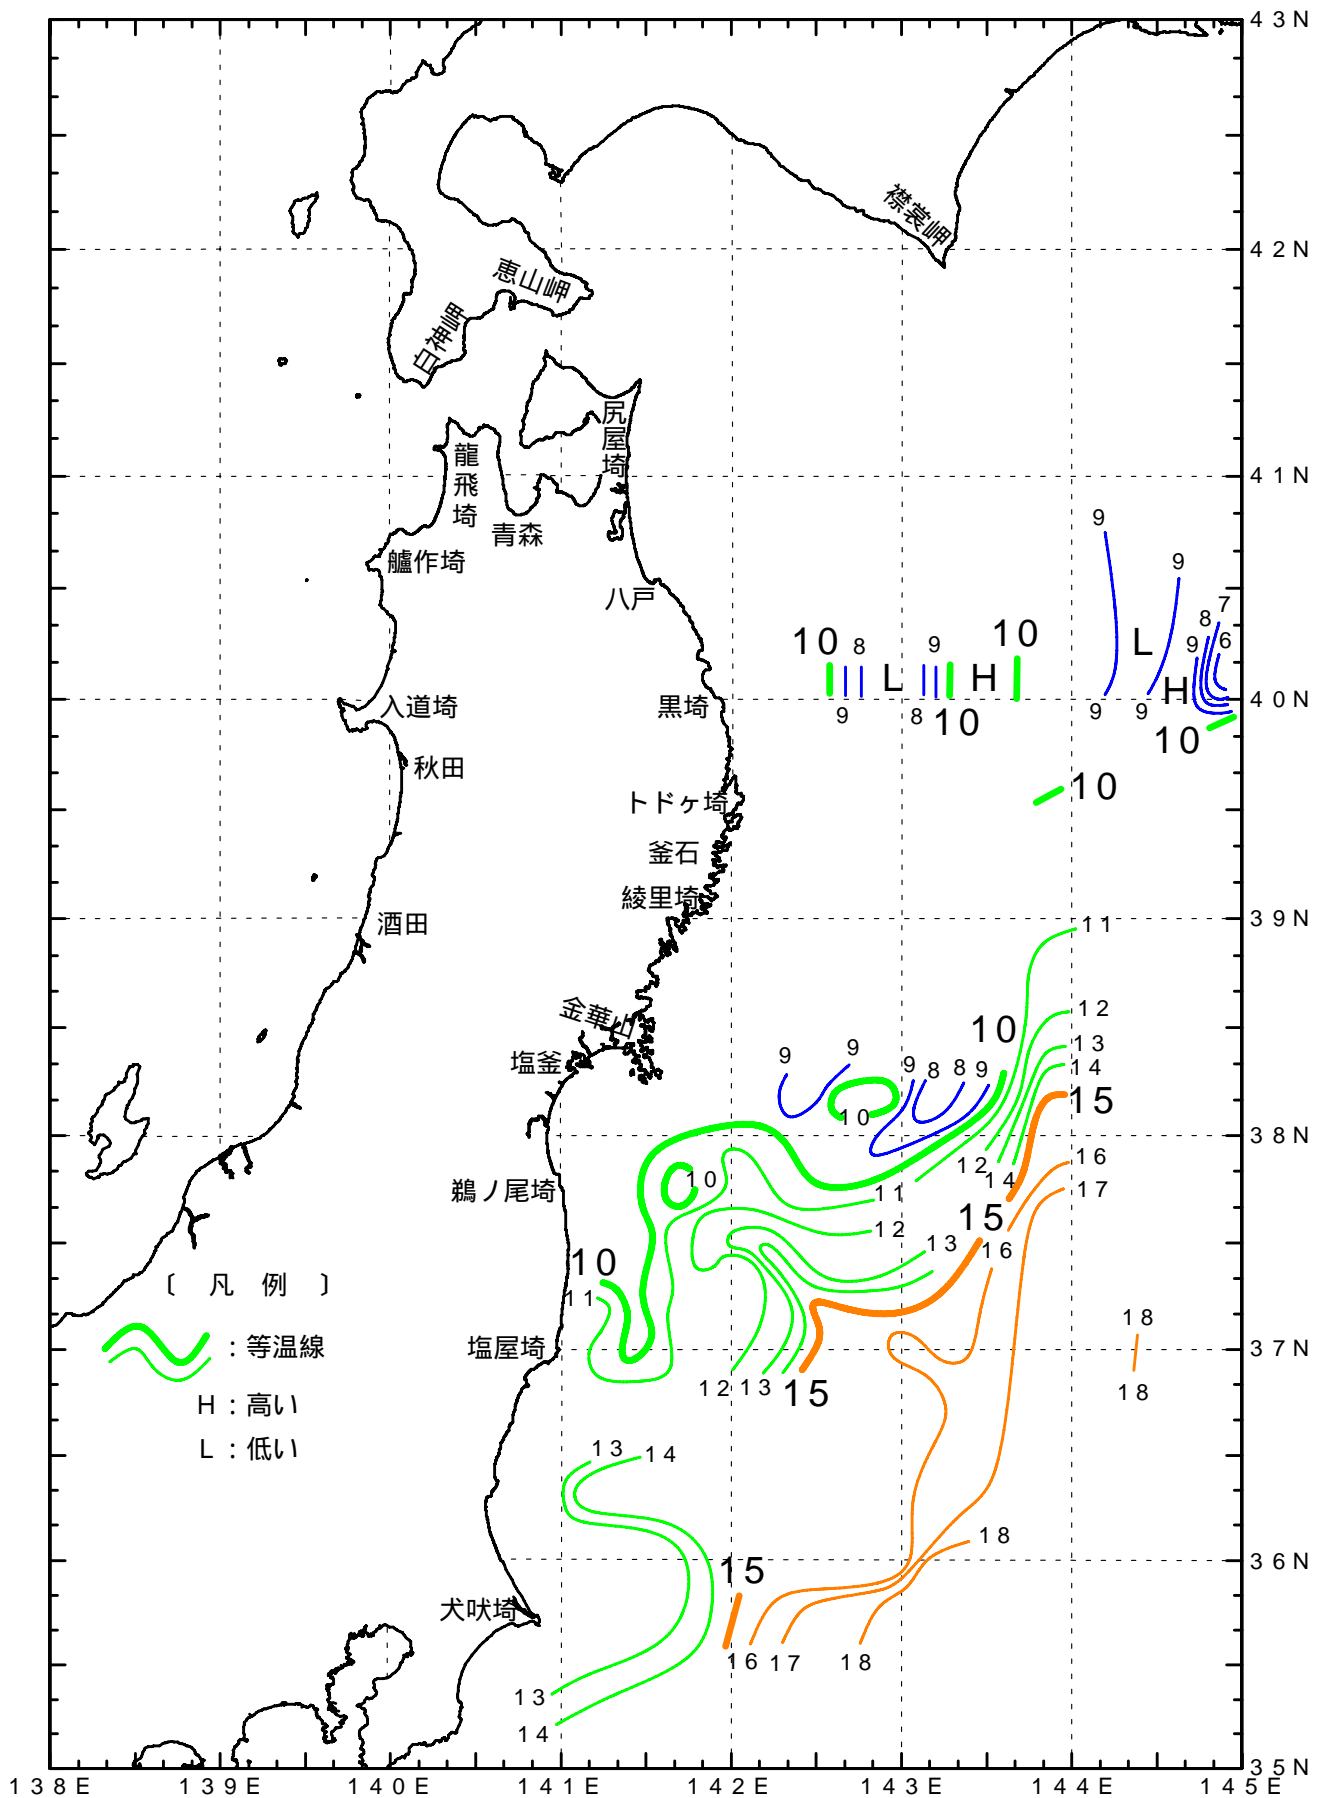 43N
襟裳岬
42N
恵山岬
白神岬
尻屋埼
龍飛埼
41N
青森
9
艫作埼
9
八戸
7
8
10
8
9
10
L
9
6
L
H
H
40N
入道埼
黒埼
9
8
10
9
9
10
秋田
10
トドヶ埼
釜石
綾里埼
酒田
39N
11
金華山
12
10
13
塩釜
9
9
9
8
8
9
14
15
10
38N
16
12
14
10
鵜ノ尾埼
11
17
12
15
13
16
10
〔 凡 例 〕
11
18
:等温線
塩屋埼
37N
12
13
15
18
H:高い
L:低い
13
14
18
15
36N
犬吠埼
16
17
18
13
14
35N
138E
139E
140E
141E
142E
143E
144E
145E